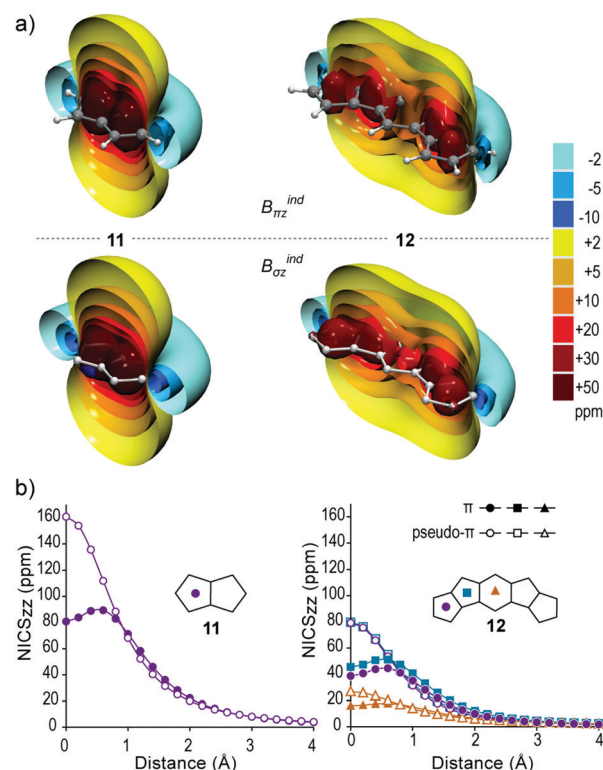 a)
B_πz^ind
11
12
B_σz^ind
-2
-5
-10
+2
+5
+10
+20
+30
+50
ppm
b)
NICSzz (ppm)
160
140
120
100
80
60
40
20
0
0 1 2 3 4
Distance (Å)
11
NICSzz (ppm)
160
140
120
100
80
60
40
20
0
0 1 2 3 4
Distance (Å)
π
pseudo-π
12